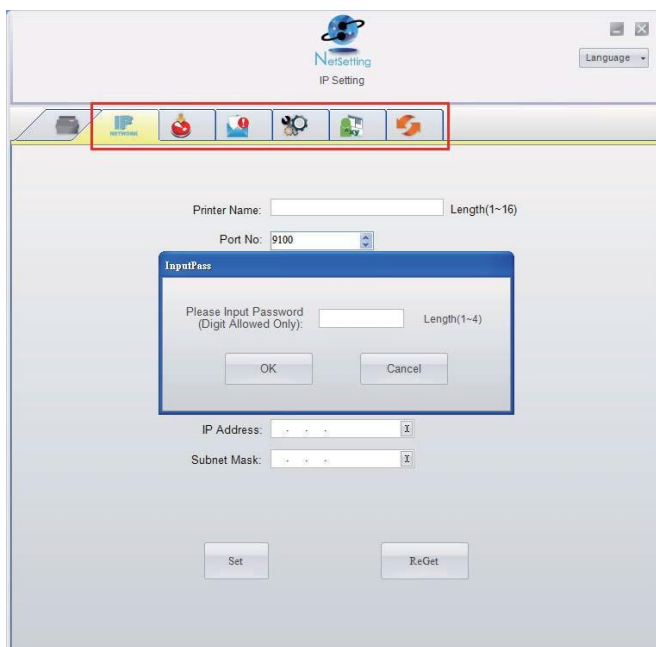 NetSetting
IP Setting
Language
IP
NETWORK
Printer Name: Length(1~16)
Port No: 9100
InputPass
Please Input Password
(Digit Allowed Only): Length(1~4)
OK Cancel
IP Address: . . .
Subnet Mask: . . .
Set ReGet